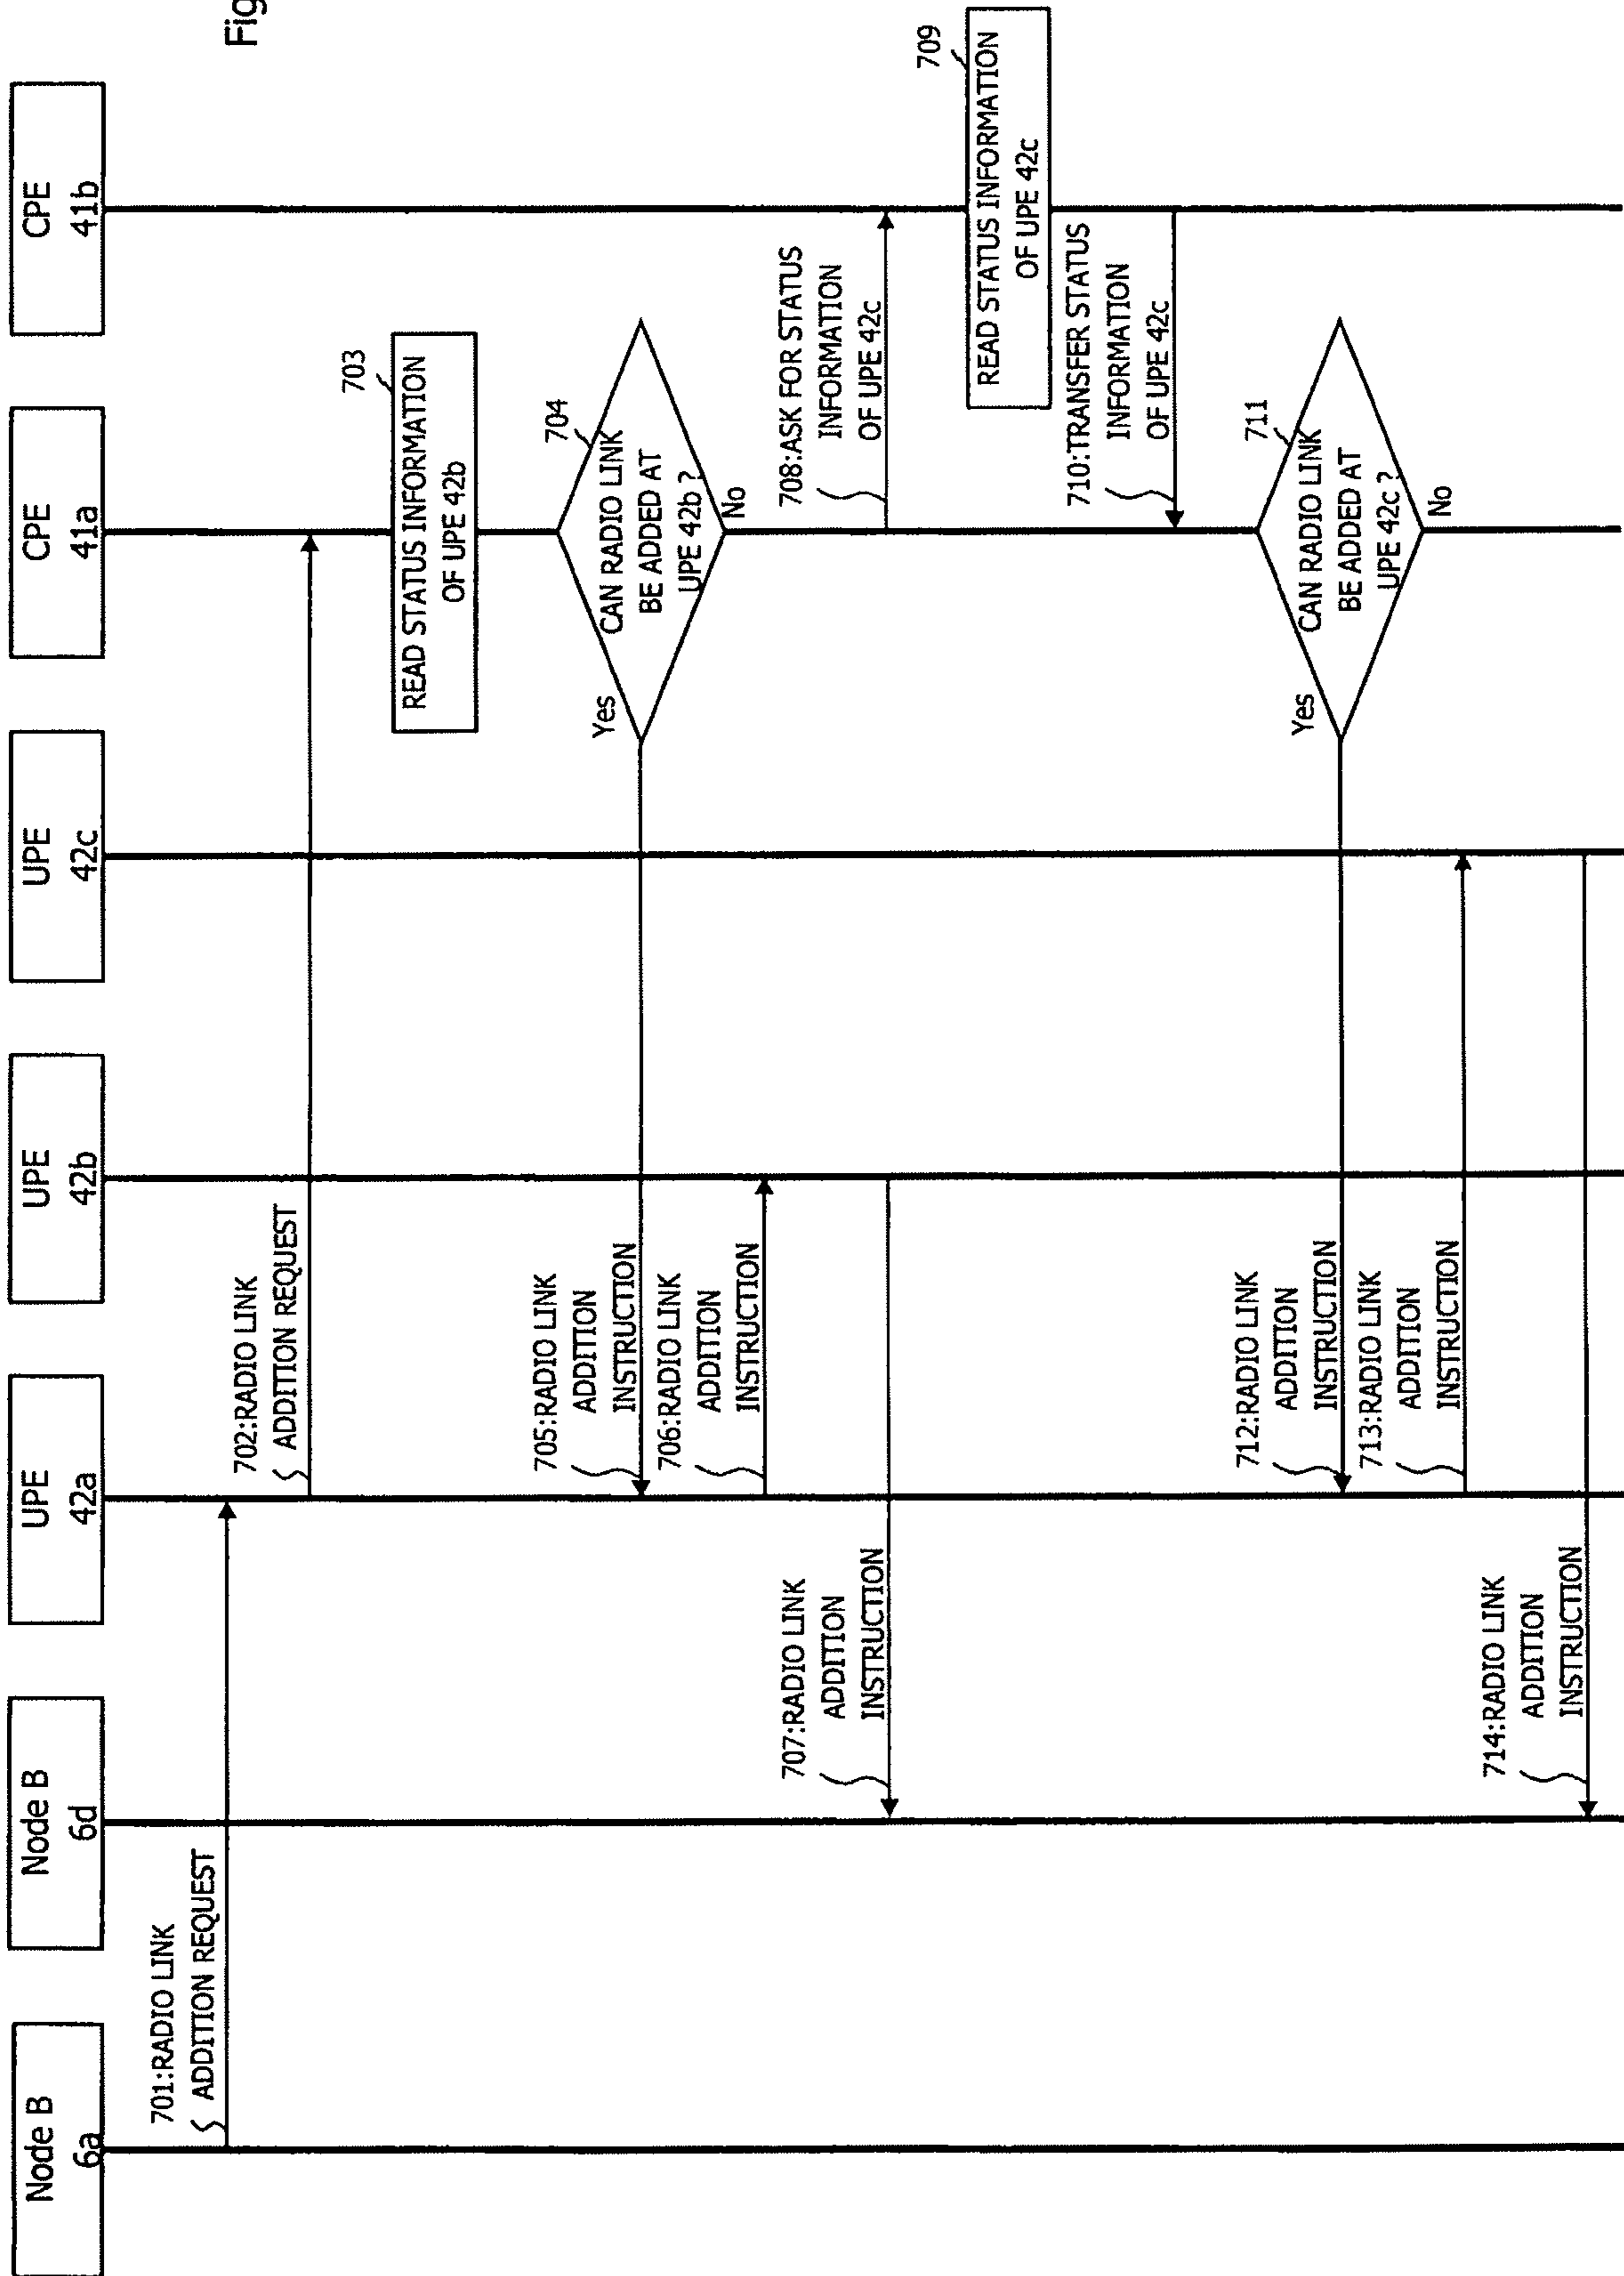 Fig
Node B
6a
Node B
6d
UPE
42a
UPE
42b
UPE
42c
CPE
41a
CPE
41b
701:RADIO LINK
ADDITION REQUEST
702:RADIO LINK
ADDITION REQUEST
703
READ STATUS INFORMATION
OF UPE 42b
704
CAN RADIO LINK
BE ADDED AT
UPE 42b ?
Yes
No
705:RADIO LINK
ADDITION
INSTRUCTION
706:RADIO LINK
ADDITION
INSTRUCTION
707:RADIO LINK
ADDITION
INSTRUCTION
708:ASK FOR STATUS
INFORMATION
OF UPE 42c
709
READ STATUS INFORMATION
OF UPE 42c
710:TRANSFER STATUS
INFORMATION
OF UPE 42c
711
CAN RADIO LINK
BE ADDED AT
UPE 42c ?
Yes
No
712:RADIO LINK
ADDITION
INSTRUCTION
713:RADIO LINK
ADDITION
INSTRUCTION
714:RADIO LINK
ADDITION
INSTRUCTION